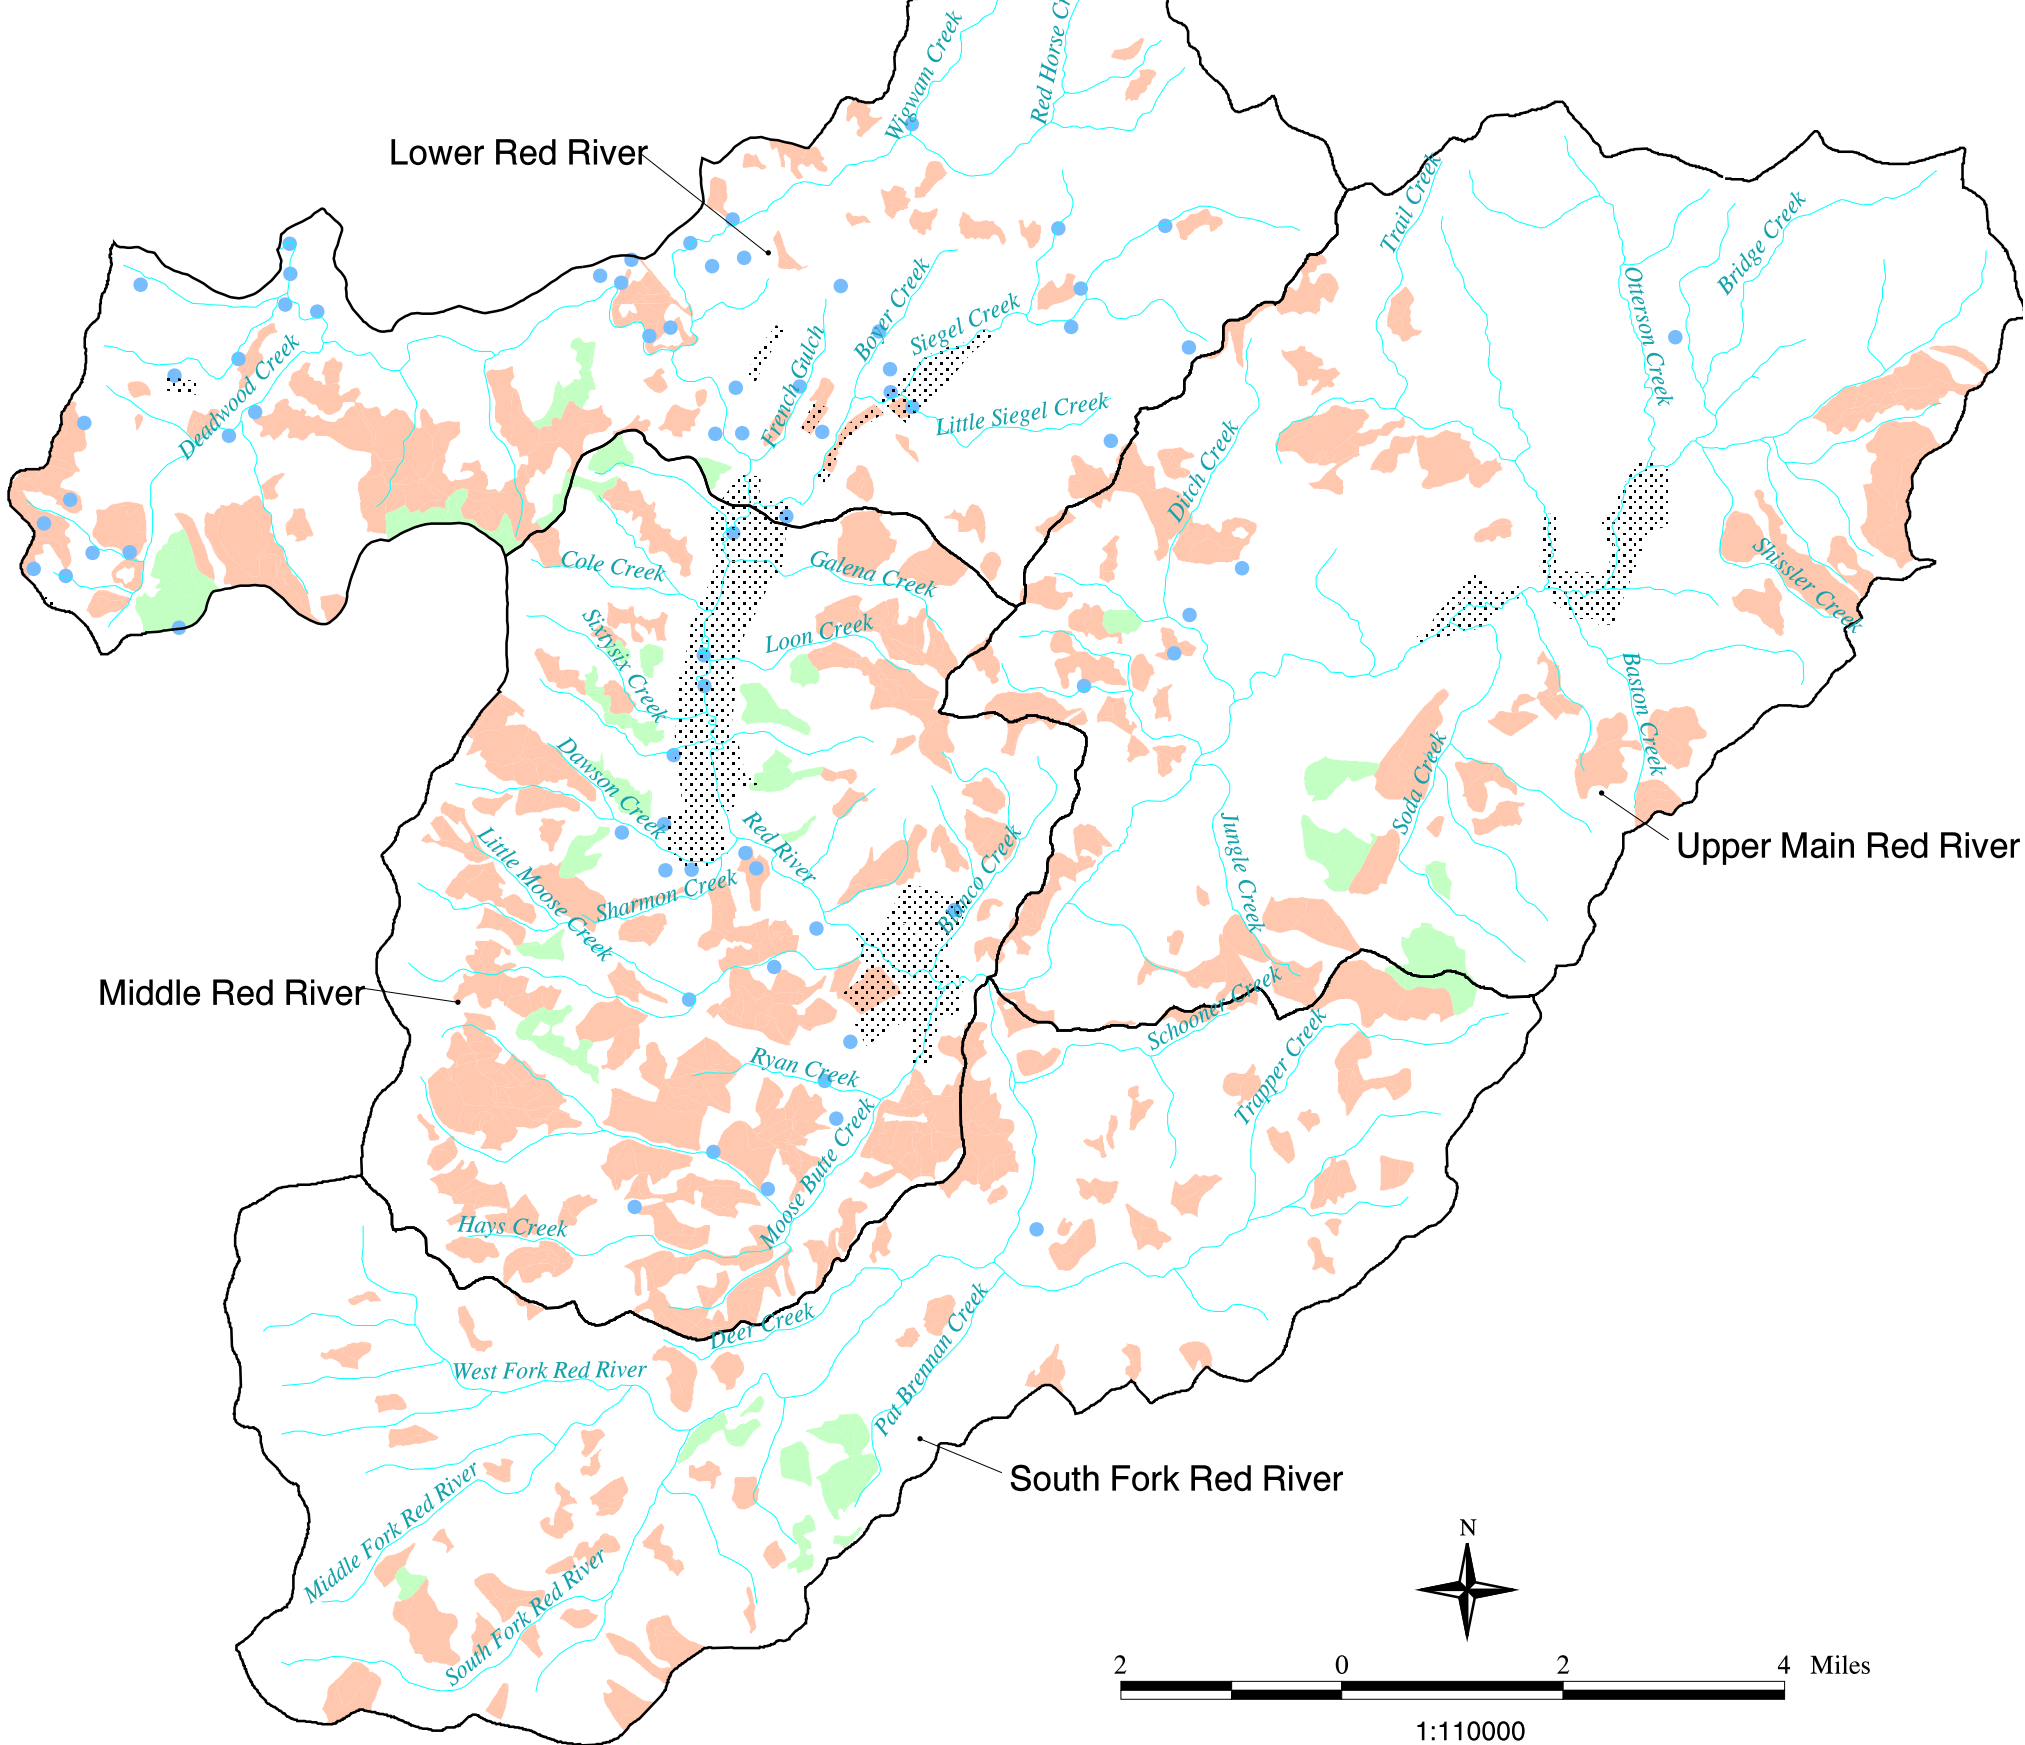 Wigwam Creek
Red Horse Cr
Lower Red River
Trail Creek
Bridge Creek
Otterson Creek
Boyer Creek
Siegel Creek
French Gulch
Deadwood Creek
Little Siegel Creek
Ditch Creek
Cole Creek
Galena Creek
Shissler Creek
Sixtysix Creek
Loon Creek
Baston Creek
Dawson Creek
Soda Creek
Red River
Little Moose Creek
Blanco Creek
Jungle Creek
Upper Main Red River
Sharmon Creek
Middle Red River
Schooner Creek
Trapper Creek
Ryan Creek
Moose Butte Creek
Hays Creek
Deer Creek
West Fork Red River
Pat Brennan Creek
South Fork Red River
Middle Fork Red River
South Fork Red River
N
2 0 2 4 Miles
1:110000